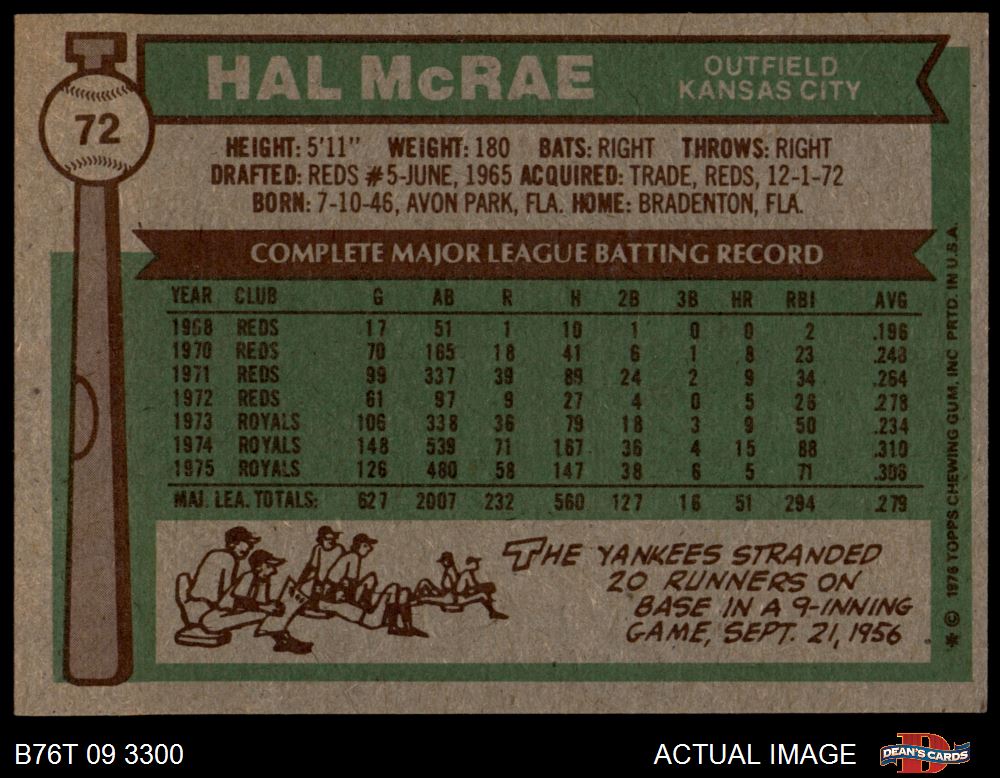 72
HAL McRAE
OUTFIELD
KANSAS CITY
HEIGHT: 5'11" WEIGHT: 180 BATS: RIGHT THROWS: RIGHT
DRAFTED: REDS #5-JUNE, 1965 ACQUIRED: TRADE, REDS, 12-1-72
BORN: 7-10-46, AVON PARK, FLA. HOME: BRADENTON, FLA.
COMPLETE MAJOR LEAGUE BATTING RECORD
YEAR CLUB G AB R H 2B 3B HR RBI AVG
1968 REDS 17 51 1 10 1 0 0 2 .196
1970 REDS 70 165 18 41 6 1 8 23 .248
1971 REDS 99 337 39 89 24 2 9 34 .264
1972 REDS 61 97 9 27 4 0 5 26 .278
1973 ROYALS 106 338 36 79 18 3 9 50 .234
1974 ROYALS 148 539 71 167 36 4 15 88 .310
1975 ROYALS 126 480 58 147 38 6 5 71 .306
MAJ. LEA. TOTALS: 627 2007 232 560 127 16 51 294 .279
THE YANKEES STRANDED
20 RUNNERS ON
BASE IN A 9-INNING
GAME, SEPT. 21, 1956
* © 1976 TOPPS CHEWING GUM, INC PRTD. IN U.S.A.
B76T 09 3300
ACTUAL IMAGE
DEAN'S CARDS